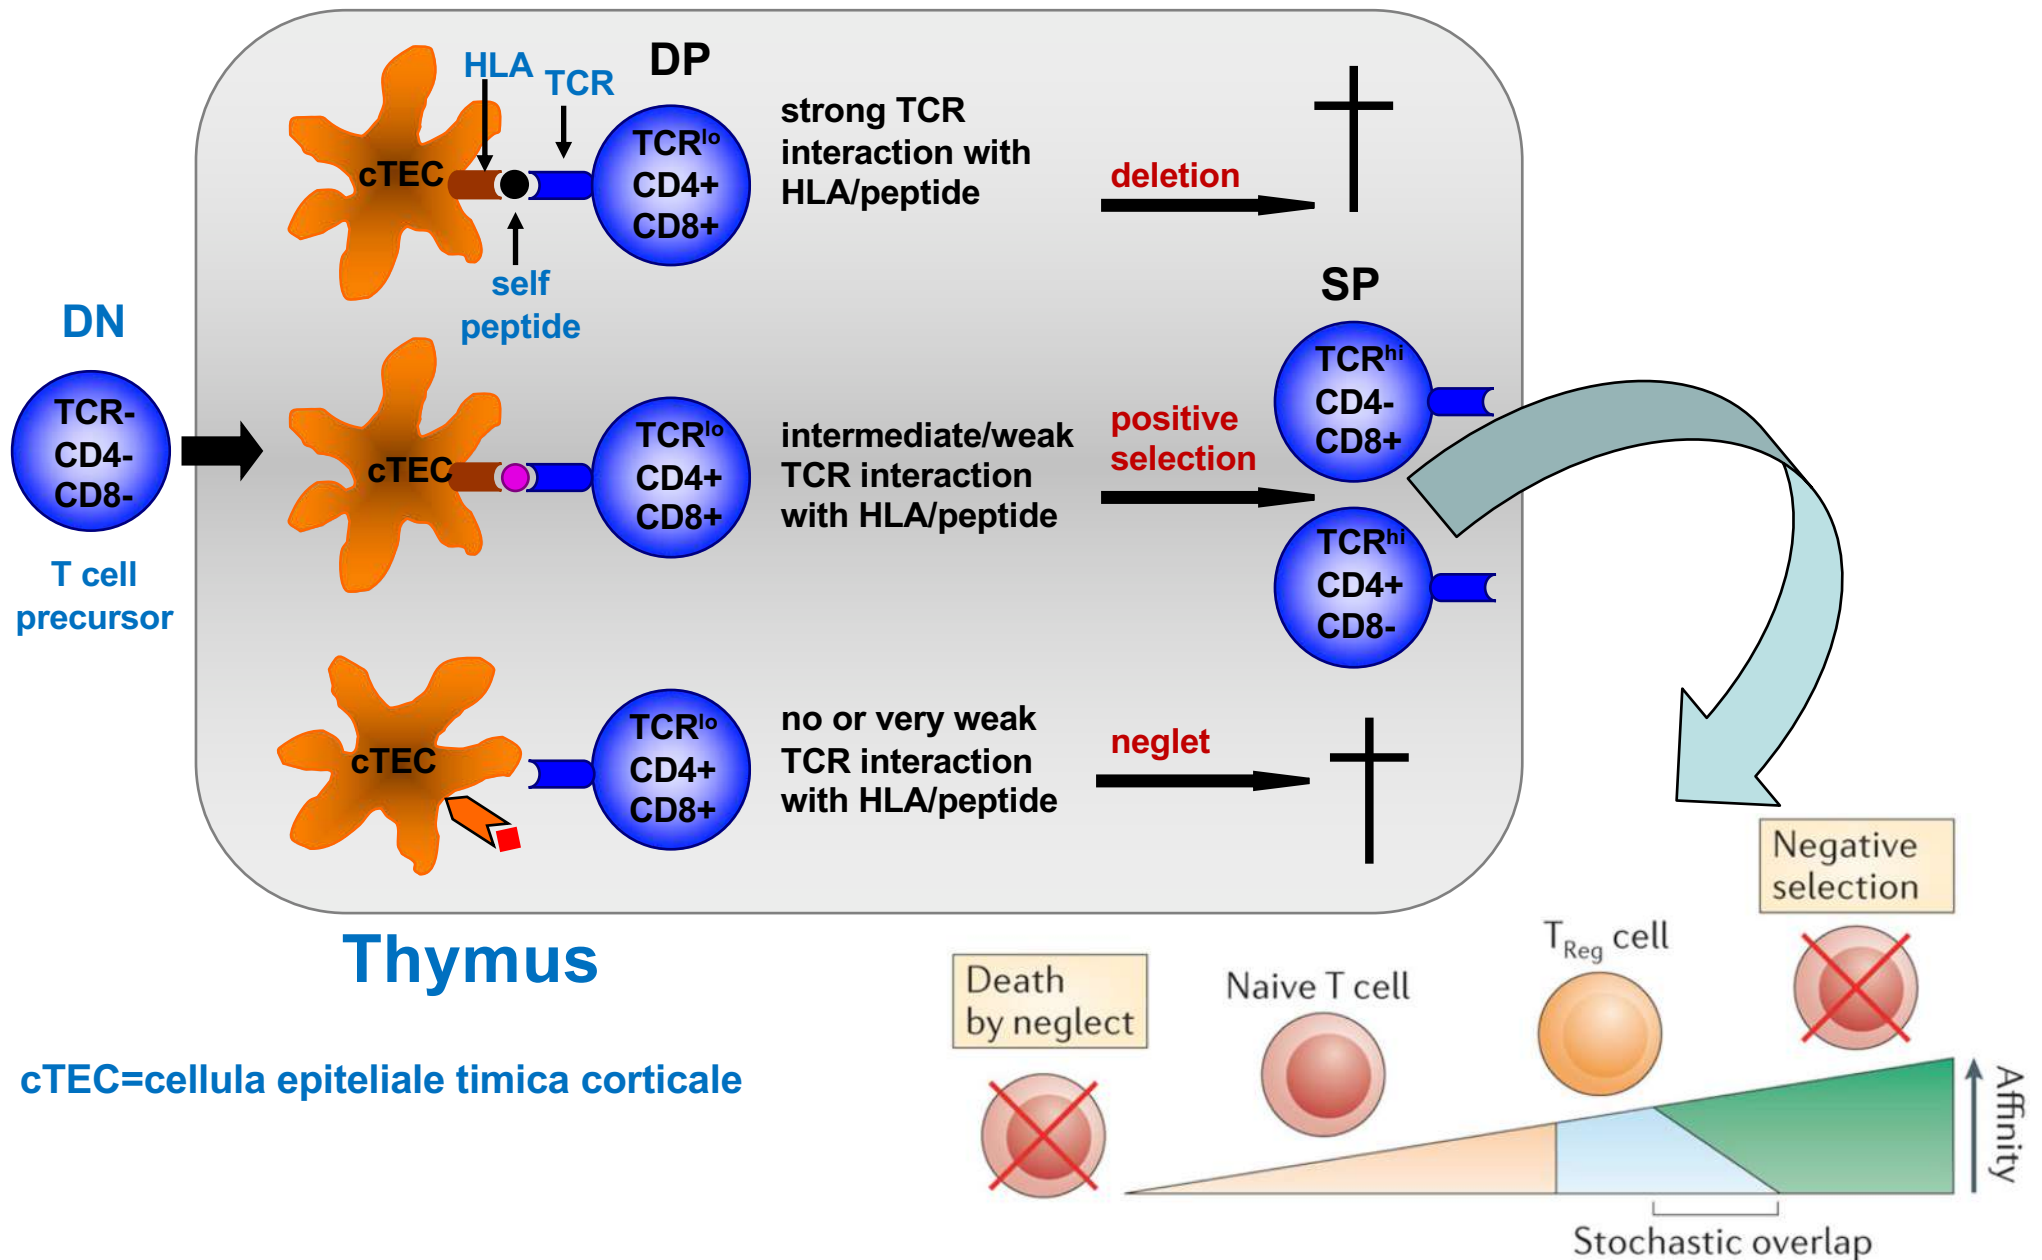 DN
TCR-
CD4-
CD8-
T cell
precursor
HLA
TCR
DP
cTEC
TCRlo
CD4+
CD8+
self
peptide
strong TCR
interaction with
HLA/peptide
deletion
cTEC
TCRlo
CD4+
CD8+
intermediate/weak
TCR interaction
with HLA/peptide
positive
selection
SP
TCRhi
CD4-
CD8+
TCRhi
CD4+
CD8-
cTEC
TCRlo
CD4+
CD8+
no or very weak
TCR interaction
with HLA/peptide
neglet
Thymus
cTEC=cellula epiteliale timica corticale
Death
by neglect
Naive T cell
TReg cell
Negative
selection
Affinity
Stochastic overlap